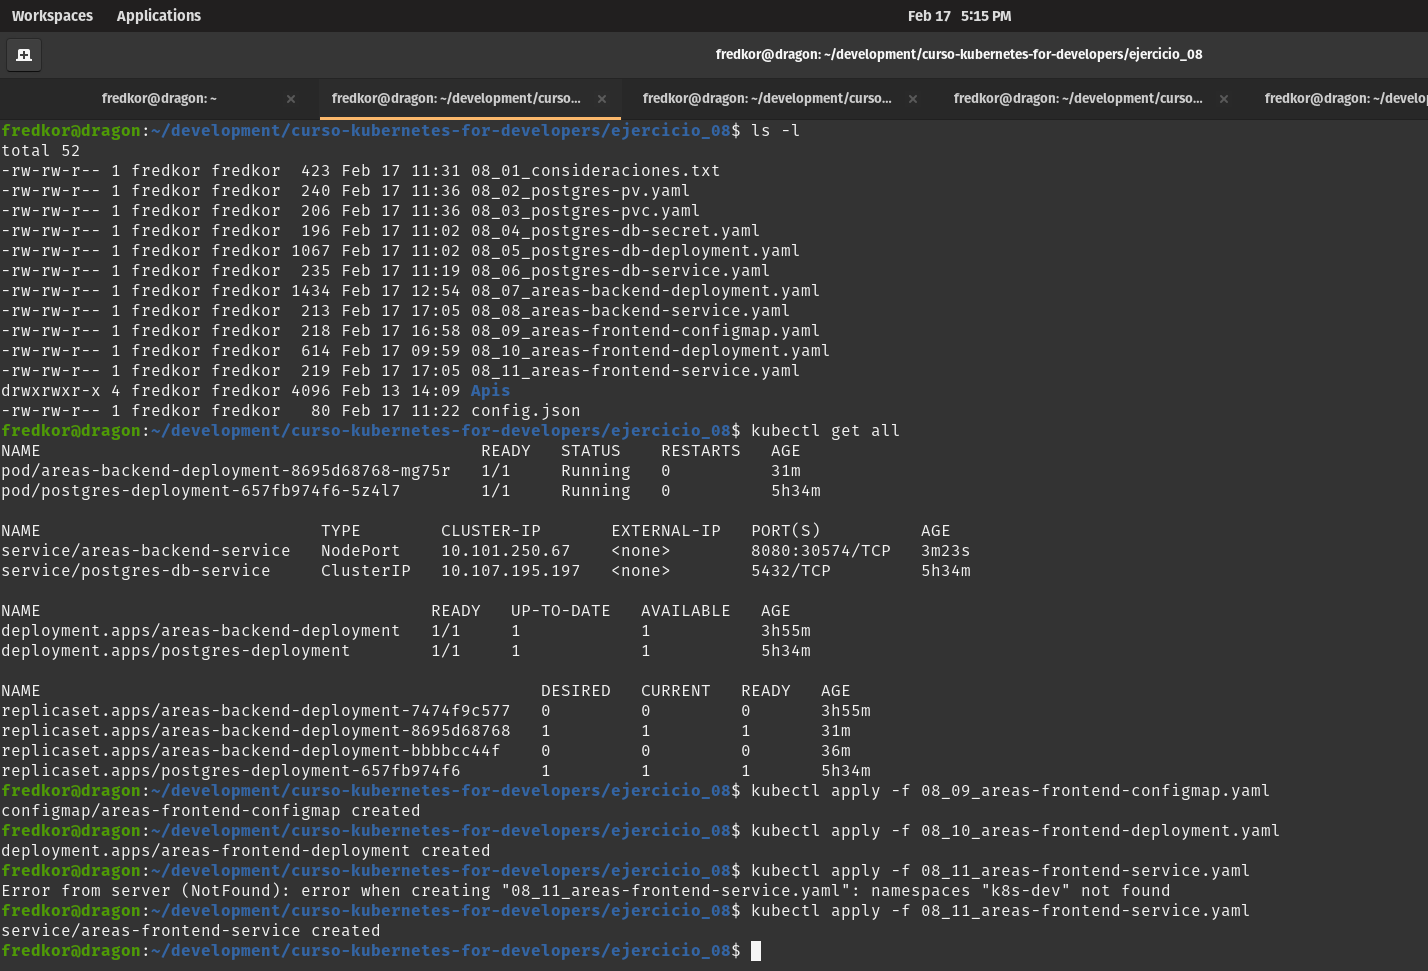 Workspaces Applications Feb 17 5:15 PM
fredkor@dragon: ~/development/curso-kubernetes-for-developers/ejercicio_08
fredkor@dragon: ~ × fredkor@dragon: ~/development/curso... × fredkor@dragon: ~/development/curso... × fredkor@dragon: ~/development/curso... × fredkor@dragon: ~/develop
fredkor@dragon:~/development/curso-kubernetes-for-developers/ejercicio_08$ ls -l
total 52
-rw-rw-r-- 1 fredkor fredkor  423 Feb 17 11:31 08_01_consideraciones.txt
-rw-rw-r-- 1 fredkor fredkor  240 Feb 17 11:36 08_02_postgres-pv.yaml
-rw-rw-r-- 1 fredkor fredkor  206 Feb 17 11:36 08_03_postgres-pvc.yaml
-rw-rw-r-- 1 fredkor fredkor  196 Feb 17 11:02 08_04_postgres-db-secret.yaml
-rw-rw-r-- 1 fredkor fredkor 1067 Feb 17 11:02 08_05_postgres-db-deployment.yaml
-rw-rw-r-- 1 fredkor fredkor  235 Feb 17 11:19 08_06_postgres-db-service.yaml
-rw-rw-r-- 1 fredkor fredkor 1434 Feb 17 12:54 08_07_areas-backend-deployment.yaml
-rw-rw-r-- 1 fredkor fredkor  213 Feb 17 17:05 08_08_areas-backend-service.yaml
-rw-rw-r-- 1 fredkor fredkor  218 Feb 17 16:58 08_09_areas-frontend-configmap.yaml
-rw-rw-r-- 1 fredkor fredkor  614 Feb 17 09:59 08_10_areas-frontend-deployment.yaml
-rw-rw-r-- 1 fredkor fredkor  219 Feb 17 17:05 08_11_areas-frontend-service.yaml
drwxrwxr-x 4 fredkor fredkor 4096 Feb 13 14:09 Apis
-rw-rw-r-- 1 fredkor fredkor   80 Feb 17 11:22 config.json
fredkor@dragon:~/development/curso-kubernetes-for-developers/ejercicio_08$ kubectl get all
NAME READY STATUS RESTARTS AGE
pod/areas-backend-deployment-8695d68768-mg75r 1/1 Running 0 31m
pod/postgres-deployment-657fb974f6-5z4l7 1/1 Running 0 5h34m
NAME TYPE CLUSTER-IP EXTERNAL-IP PORT(S) AGE
service/areas-backend-service NodePort 10.101.250.67 <none> 8080:30574/TCP 3m23s
service/postgres-db-service ClusterIP 10.107.195.197 <none> 5432/TCP 5h34m
NAME READY UP-TO-DATE AVAILABLE AGE
deployment.apps/areas-backend-deployment 1/1 1 1 3h55m
deployment.apps/postgres-deployment 1/1 1 1 5h34m
NAME DESIRED CURRENT READY AGE
replicaset.apps/areas-backend-deployment-7474f9c577 0 0 0 3h55m
replicaset.apps/areas-backend-deployment-8695d68768 1 1 1 31m
replicaset.apps/areas-backend-deployment-bbbbcc44f 0 0 0 36m
replicaset.apps/postgres-deployment-657fb974f6 1 1 1 5h34m
fredkor@dragon:~/development/curso-kubernetes-for-developers/ejercicio_08$ kubectl apply -f 08_09_areas-frontend-configmap.yaml
configmap/areas-frontend-configmap created
fredkor@dragon:~/development/curso-kubernetes-for-developers/ejercicio_08$ kubectl apply -f 08_10_areas-frontend-deployment.yaml
deployment.apps/areas-frontend-deployment created
fredkor@dragon:~/development/curso-kubernetes-for-developers/ejercicio_08$ kubectl apply -f 08_11_areas-frontend-service.yaml
Error from server (NotFound): error when creating "08_11_areas-frontend-service.yaml": namespaces "k8s-dev" not found
fredkor@dragon:~/development/curso-kubernetes-for-developers/ejercicio_08$ kubectl apply -f 08_11_areas-frontend-service.yaml
service/areas-frontend-service created
fredkor@dragon:~/development/curso-kubernetes-for-developers/ejercicio_08$